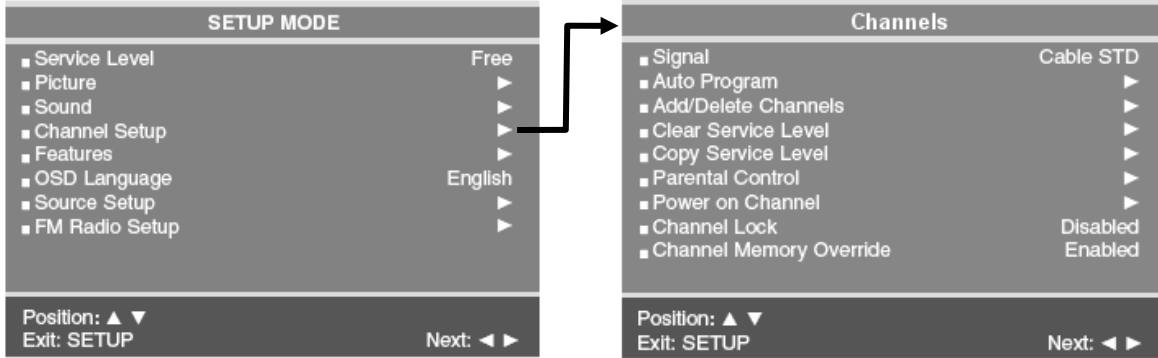 SETUP MODE
Service Level Free
Picture ►
Sound ►
Channel Setup ►
Features ►
OSD Language English
Source Setup ►
FM Radio Setup ►
Position: ▲ ▼
Exit: SETUP Next: ◄ ►
Channels
Signal Cable STD
Auto Program ►
Add/Delete Channels ►
Clear Service Level ►
Copy Service Level ►
Parental Control ►
Power on Channel ►
Channel Lock Disabled
Channel Memory Override Enabled
Position: ▲ ▼
Exit: SETUP Next: ◄ ►